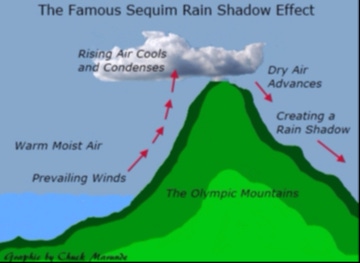 The Famous Sequim Rain Shadow Effect
Rising Air Cools
and Condenses
Dry Air
Advances
Creating a
Rain Shadow
Warm Moist Air
Prevailing Winds
The Olympic Mountains
Graphic by Chuck Marunde